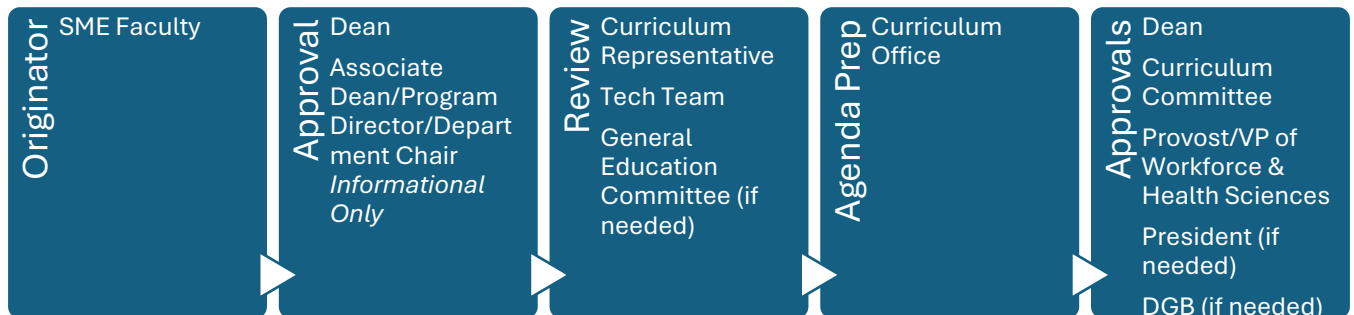 Originator
SME Faculty
Approval
Dean
Associate
Dean/Program
Director/Depart
ment Chair
Informational
Only
Review
Curriculum
Representative
Tech Team
General
Education
Committee (if
needed)
Agenda Prep
Curriculum
Office
Approvals
Dean
Curriculum
Committee
Provost/VP of
Workforce &
Health Sciences
President (if
needed)
DGB (if needed)